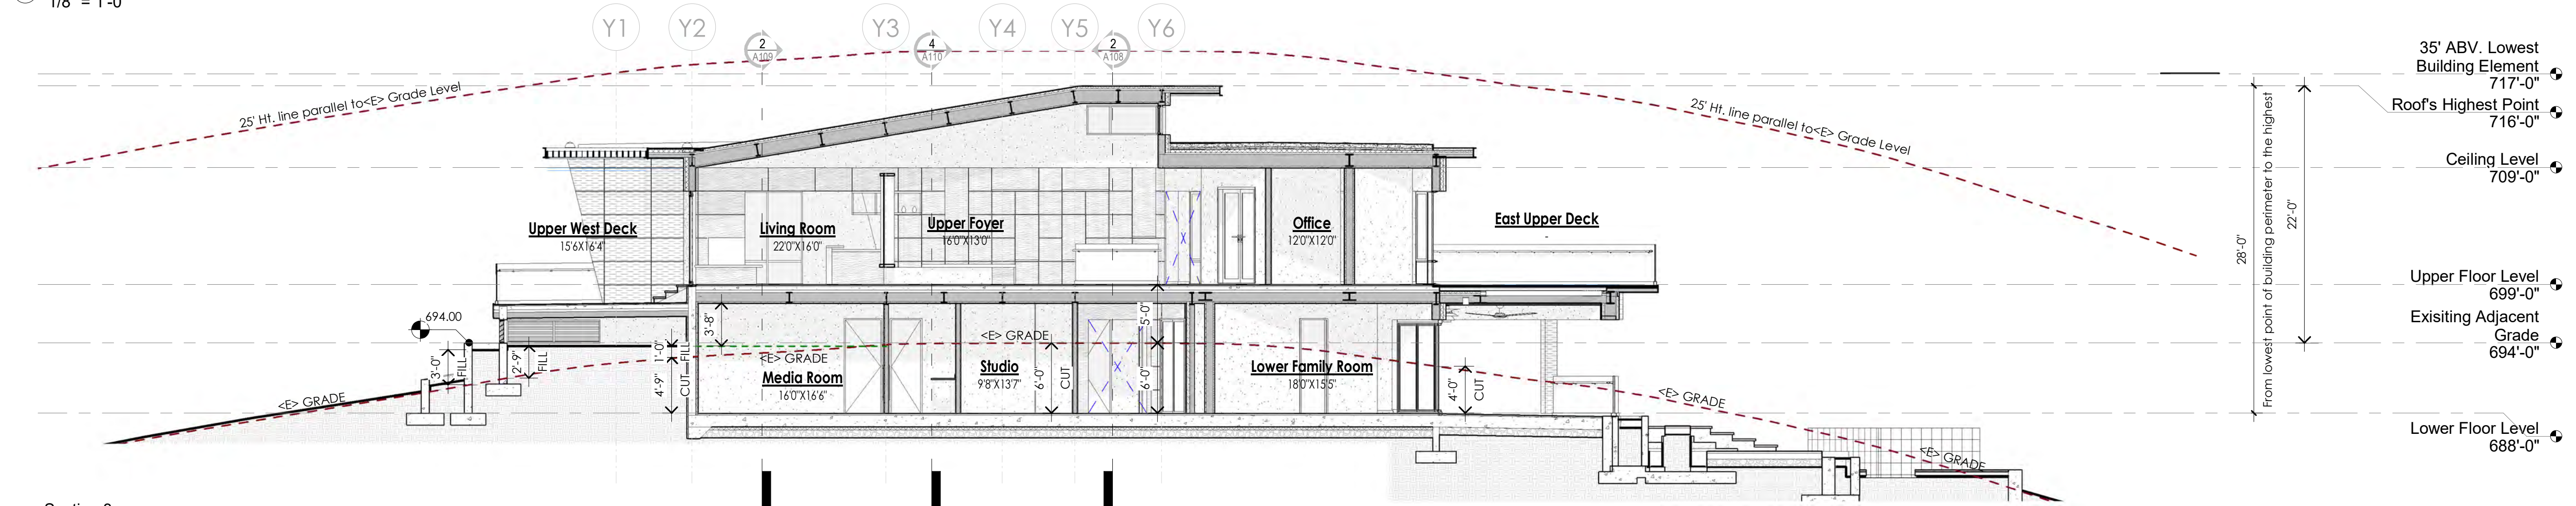 1/8" = 1'-0"
Y1
Y2
Y3
Y4
Y5
Y6
2
A109
4
A110
2
A108
25' Ht. line parallel to<E> Grade Level
25' Ht. line parallel to<E> Grade Level
35' ABV. Lowest
Building Element
717'-0"
Roof's Highest Point
716'-0"
Ceiling Level
709'-0"
Upper Floor Level
699'-0"
Exisiting Adjacent
Grade
694'-0"
Lower Floor Level
688'-0"
From lowest point of building perimeter to the highest
28'-0"
22'-0"
Upper West Deck
15'6X16'4"
Living Room
22'0"X16'0"
Upper Foyer
16'0"X13'0"
Office
12'0"X12'0"
East Upper Deck
-
694.00
3'-0"
FILL
2'-9"
FILL
1'-0"
FILL
4'-9"
CUT
3'-8"
<E> GRADE
<E> GRADE
<E> GRADE
Media Room
16'0"X16'6"
Studio
9'8"X13'7"
6'-0"
CUT
5'-0"
6'-0"
Lower Family Room
18'0"X15'5"
4'-0"
CUT
<E> GRADE
<E> GRADE